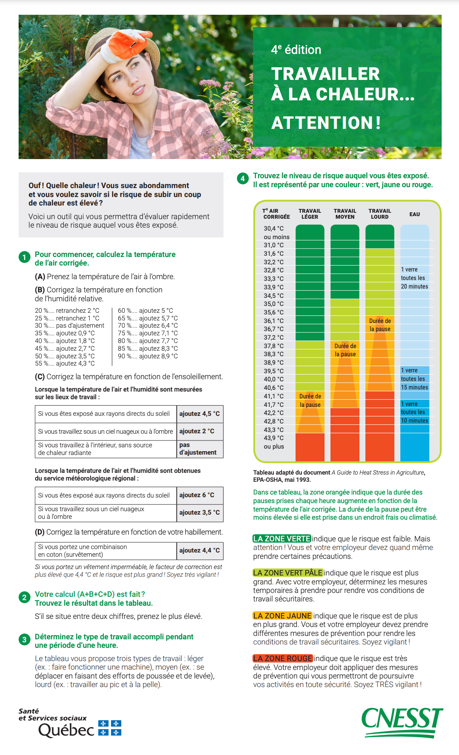 4e édition
TRAVAILLER
À LA CHALEUR...
ATTENTION !
Ouf ! Quelle chaleur ! Vous suez abondamment
et vous voulez savoir si le risque de subir un coup
de chaleur est élevé ?
Voici un outil qui vous permettra d'évaluer rapidement
le niveau de risque auquel vous êtes exposé.
1 Pour commencer, calculez la température
de l'air corrigée.
(A) Prenez la température de l'air à l'ombre.
(B) Corrigez la température en fonction
de l'humidité relative.
20 %.... retranchez 2 °C
25 %.... retranchez 1 °C
30 %.... pas d'ajustement
35 %.... ajoutez 0,9 °C
40 %.... ajoutez 1,8 °C
45 %.... ajoutez 2,7 °C
50 %.... ajoutez 3,5 °C
55 %.... ajoutez 4,3 °C
60 %.... ajoutez 5 °C
65 %.... ajoutez 5,7 °C
70 %.... ajoutez 6,4 °C
75 %.... ajoutez 7,1 °C
80 %.... ajoutez 7,7 °C
85 %.... ajoutez 8,3 °C
90 %.... ajoutez 8,9 °C
(C) Corrigez la température en fonction de l'ensoleillement.
Lorsque la température de l'air et l'humidité sont mesurées
sur les lieux de travail :
Si vous êtes exposé aux rayons directs du soleil ajoutez 4,5 °C
Si vous travaillez sous un ciel nuageux ou à l'ombre ajoutez 2 °C
Si vous travaillez à l'intérieur, sans source
de chaleur radiante
pas
d'ajustement
Lorsque la température de l'air et l'humidité sont obtenues
du service météorologique régional :
Si vous êtes exposé aux rayons directs du soleil ajoutez 6 °C
Si vous travaillez sous un ciel nuageux
ou à l'ombre
ajoutez 3,5 °C
(D) Corrigez la température en fonction de votre habillement.
Si vous portez une combinaison
en coton (survêtement)
ajoutez 4,4 °C
Si vous portez un vêtement imperméable, le facteur de correction est
plus élevé que 4,4 °C et le risque est plus grand ! Soyez très vigilant !
2 Votre calcul (A+B+C+D) est fait ?
Trouvez le résultat dans le tableau.
S'il se situe entre deux chiffres, prenez le plus élevé.
3 Déterminez le type de travail accompli pendant
une période d'une heure.
Le tableau vous propose trois types de travail : léger
(ex. : faire fonctionner une machine), moyen (ex. : se
déplacer en faisant des efforts de poussée et de levée),
lourd (ex. : travailler au pic et à la pelle).
4 Trouvez le niveau de risque auquel vous êtes exposé.
Il est représenté par une couleur : vert, jaune ou rouge.
T° AIR
CORRIGÉE
TRAVAIL
LÉGER
TRAVAIL
MOYEN
TRAVAIL
LOURD
EAU
30,4 °C
ou moins
31,0 °C
31,6 °C
32,2 °C
32,8 °C
33,3 °C
33,9 °C
34,5 °C
35,0 °C
35,6 °C
36,1 °C
36,7 °C
37,2 °C
37,8 °C
38,3 °C
38,9 °C
39,5 °C
40,0 °C
40,6 °C
41,1 °C
41,7 °C
42,2 °C
42,8 °C
43,3 °C
43,9 °C
ou plus
Durée de
la pause
Durée de
la pause
Durée de
la pause
1 verre
toutes les
20 minutes
1 verre
toutes les
15 minutes
1 verre
toutes les
10 minutes
Tableau adapté du document A Guide to Heat Stress in Agriculture,
EPA-OSHA, mai 1993.
Dans ce tableau, la zone orangée indique que la durée des
pauses prises chaque heure augmente en fonction de la
température de l'air corrigée. La durée de la pause peut être
moins élevée si elle est prise dans un endroit frais ou climatisé.
LA ZONE VERTE indique que le risque est faible. Mais
attention ! Vous et votre employeur devez quand même
prendre certaines précautions.
LA ZONE VERT PÂLE indique que le risque est plus
grand. Avec votre employeur, déterminez les mesures
temporaires à prendre pour rendre vos conditions de
travail sécuritaires.
LA ZONE JAUNE indique que le risque est de plus
en plus grand. Vous et votre employeur devez prendre
différentes mesures de prévention pour rendre les
conditions de travail sécuritaires. Soyez vigilant !
LA ZONE ROUGE indique que le risque est très
élevé. Votre employeur doit appliquer des mesures
de prévention qui vous permettront de poursuivre
vos activités en toute sécurité. Soyez TRÈS vigilant !
Santé
et Services sociaux
Québec
CNESST